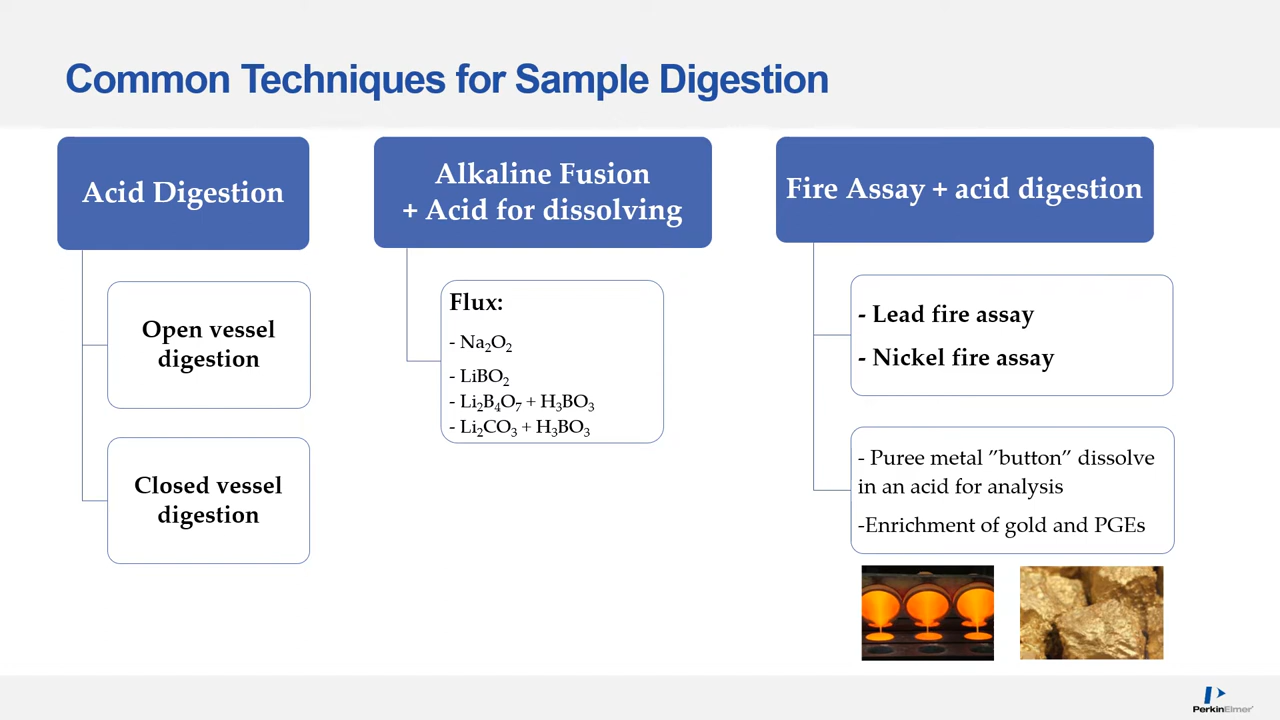 Common Techniques for Sample Digestion
Acid Digestion
Open vessel
digestion
Closed vessel
digestion
Alkaline Fusion
+ Acid for dissolving
Flux:
- Na₂O₂
- LiBO₂
- Li₂B₄O₇ + H₃BO₃
- Li₂CO₃ + H₃BO₃
Fire Assay + acid digestion
- Lead fire assay
- Nickel fire assay
- Puree metal ”button” dissolve
in an acid for analysis
-Enrichment of gold and PGEs
PerkinElmer